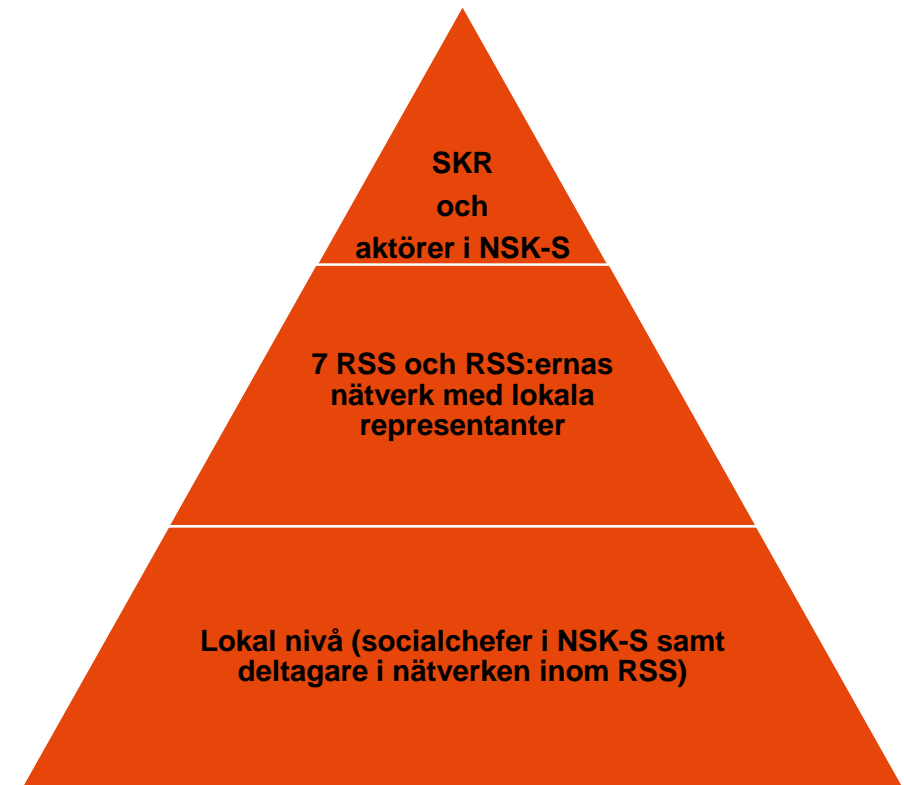 SKR
och
aktörer i NSK-S
7 RSS och RSS:ernas
nätverk med lokala
representanter
Lokal nivå (socialchefer i NSK-S samt
deltagare i nätverken inom RSS)